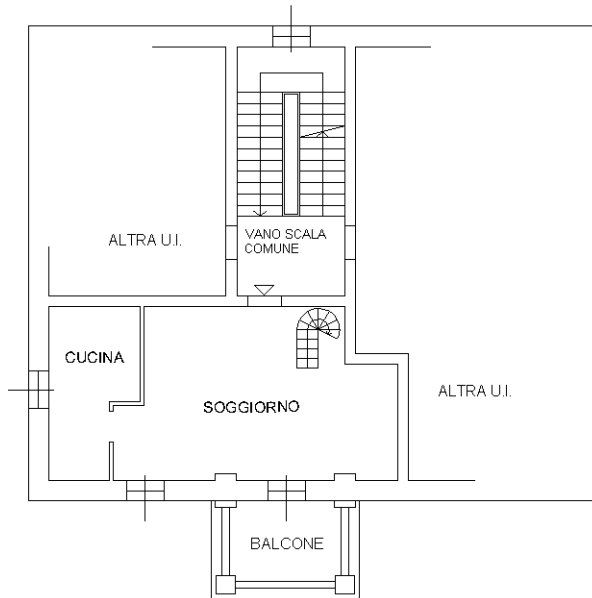 ALTRA U.I.
VANO SCALA
COMUNE
CUCINA
SOGGIORNO
ALTRA U.I.
BALCONE